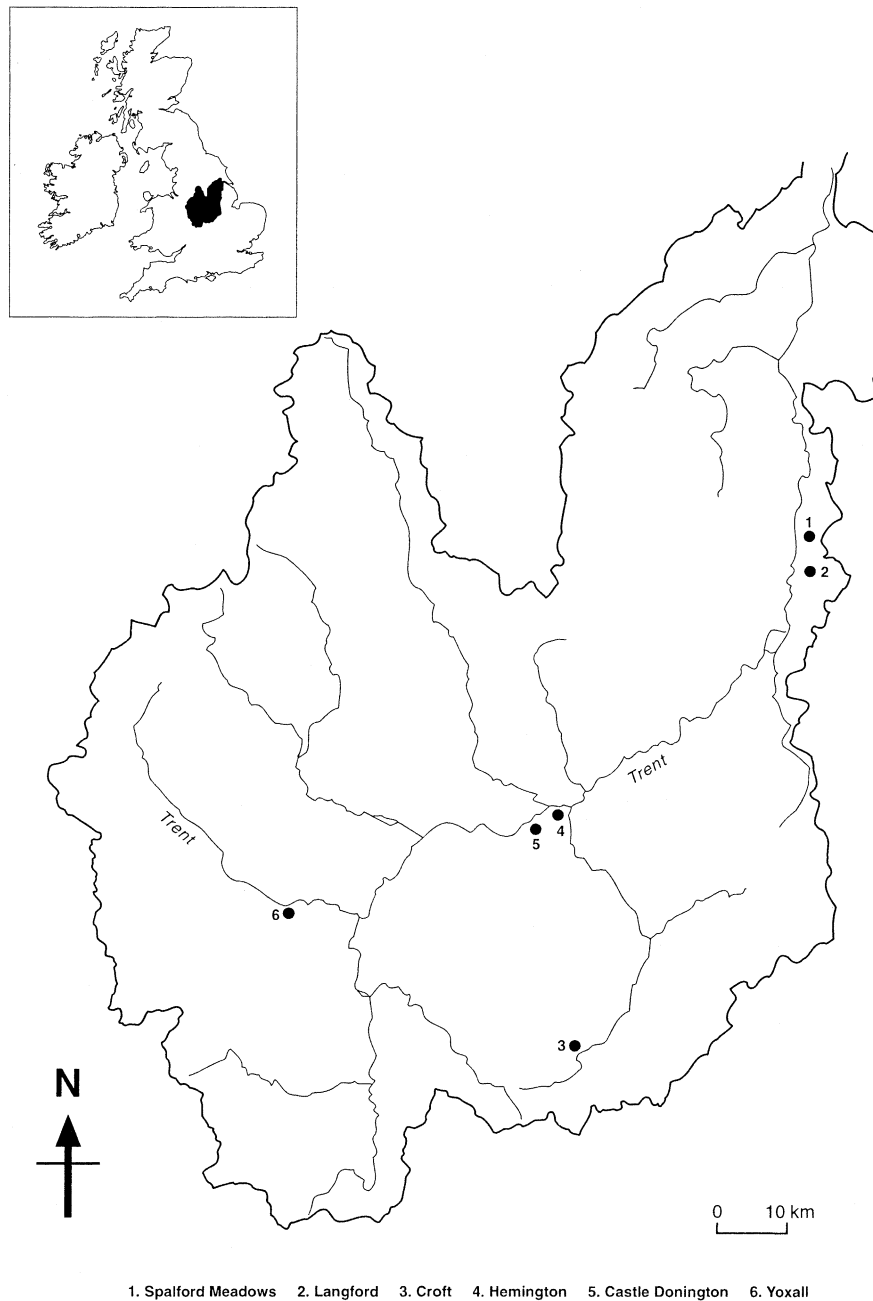 1
2
Trent
Trent
4
5
6
3
N
0 10 km
1. Spalford Meadows 2. Langford 3. Croft 4. Hemington 5. Castle Donington 6. Yoxall